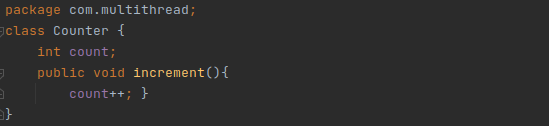 package com.multithread;
class Counter {
    int count;
    public void increment(){
        count++; }
}